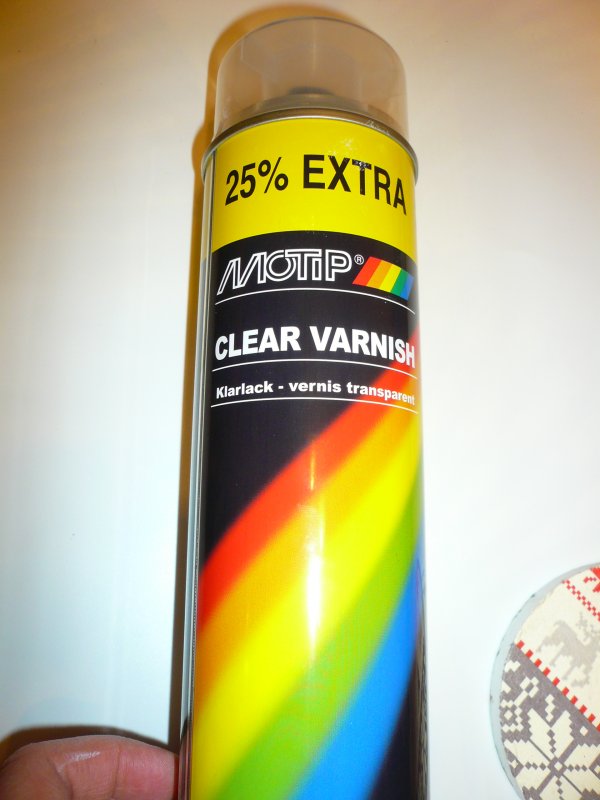 25% EXTRA
MOTIP®
CLEAR VARNISH
Klarlack - vernis transparent